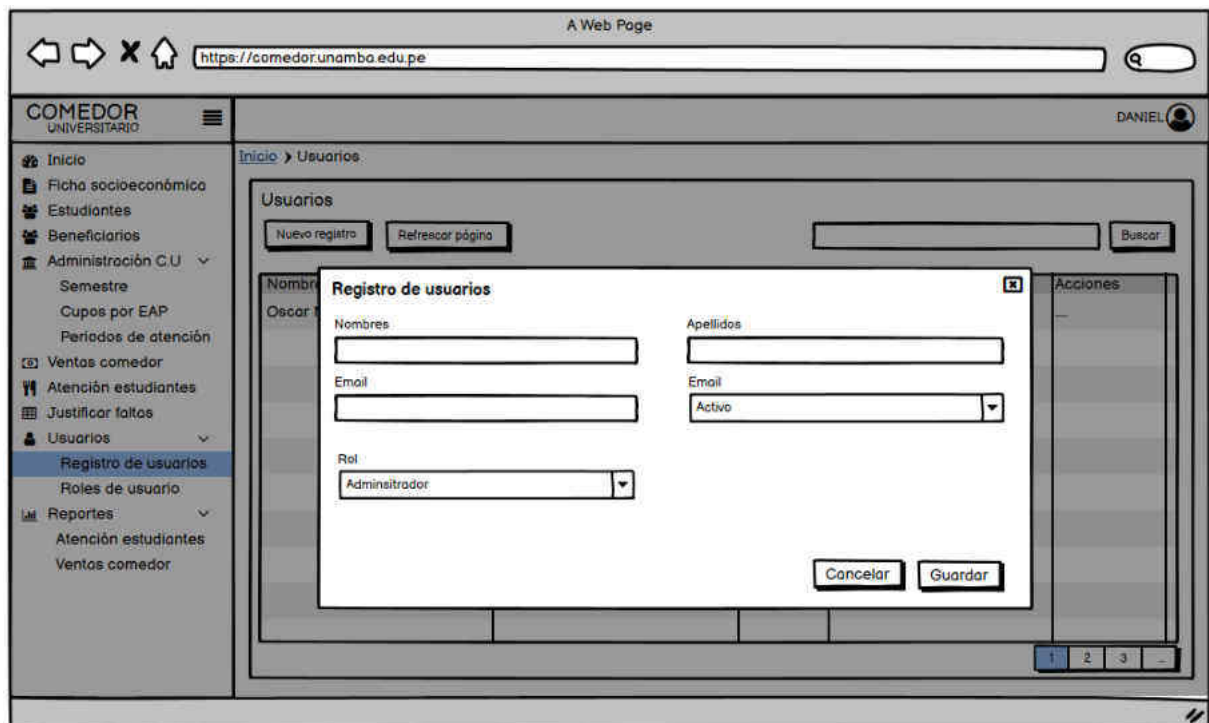 A Web Page
https://comedor.unamba.edu.pe
COMEDOR
UNIVERSITARIO
DANIEL
Inicio
Ficha socioeconómica
Estudiantes
Beneficiarios
Administración C.U
Semestre
Cupos por EAP
Periodos de atención
Ventas comedor
Atención estudiantes
Justificar faltas
Usuarios
Registro de usuarios
Roles de usuario
Reportes
Atención estudiantes
Ventas comedor
Inicio > Usuarios
Usuarios
Nuevo registro Refrescar página Buscar
Acciones
Oscar
...
Registro de usuarios
Nombres Apellidos
Email Email
Activo
Rol
Adminsitrador
Cancelar Guardar
1 2 3 ...